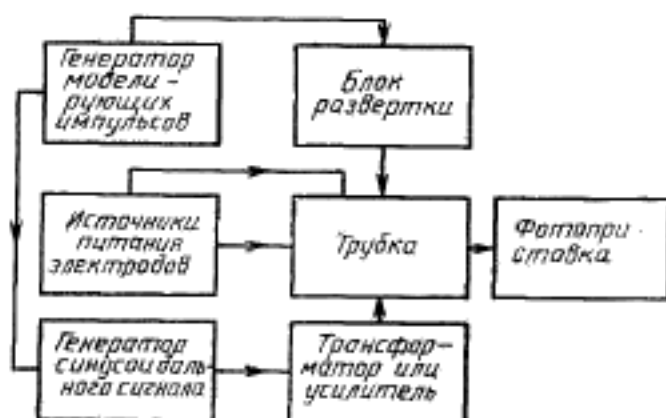 Генератор
модели-
рующих
импульсов
Блок
развертки
Источники
питания
электродов
Трубка
Фотопри-
ставка
Генератор
синусоидаль-
ного сигнала
Трансфор-
матор или
усилитель